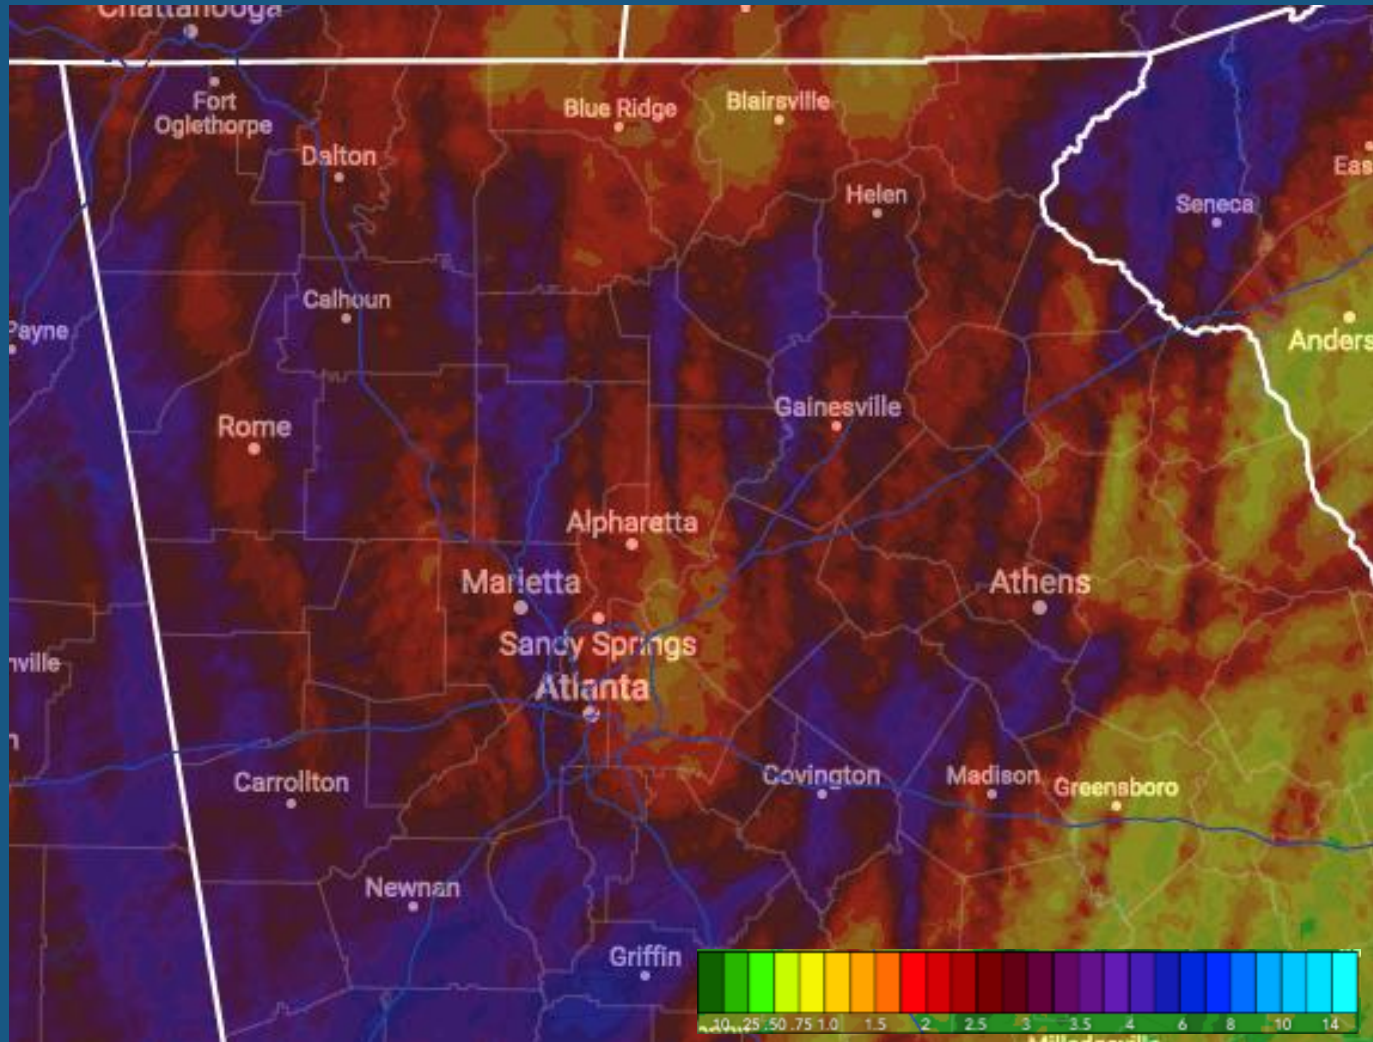 Chattanooga
Fort
Oglethorpe
Blue Ridge
Blairsville
Dalton
Eas
Helen
Seneca
Calhoun
Payne
Anders
Gainesville
Rome
Alpharetta
Marietta
Athens
Sandy Springs
nville
Atlanta
n
Carrollton
Covington
Madison
Greensboro
Newnan
Griffin
.10 .25 .50 .75 1.0 1.5 2 2.5 3 3.5 4 6 8 10 14